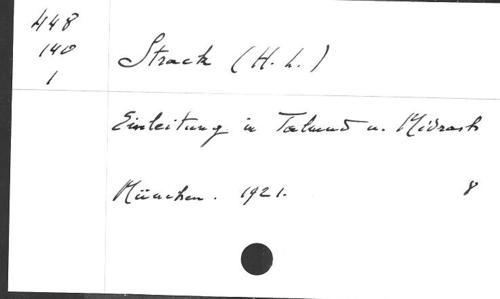 448
140
1
Strack (H. L.)
Einleitung in Talmud u. Midrash
München. 1921. 8